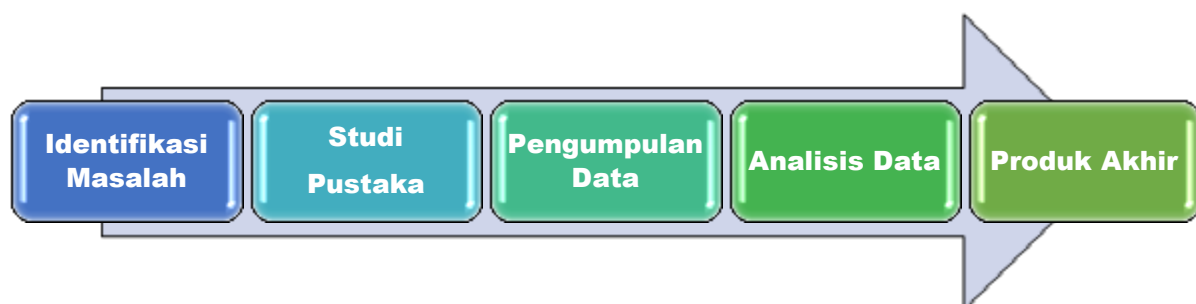 Identifikasi
Masalah
Studi
Pustaka
Pengumpulan
Data
Analisis Data
Produk Akhir